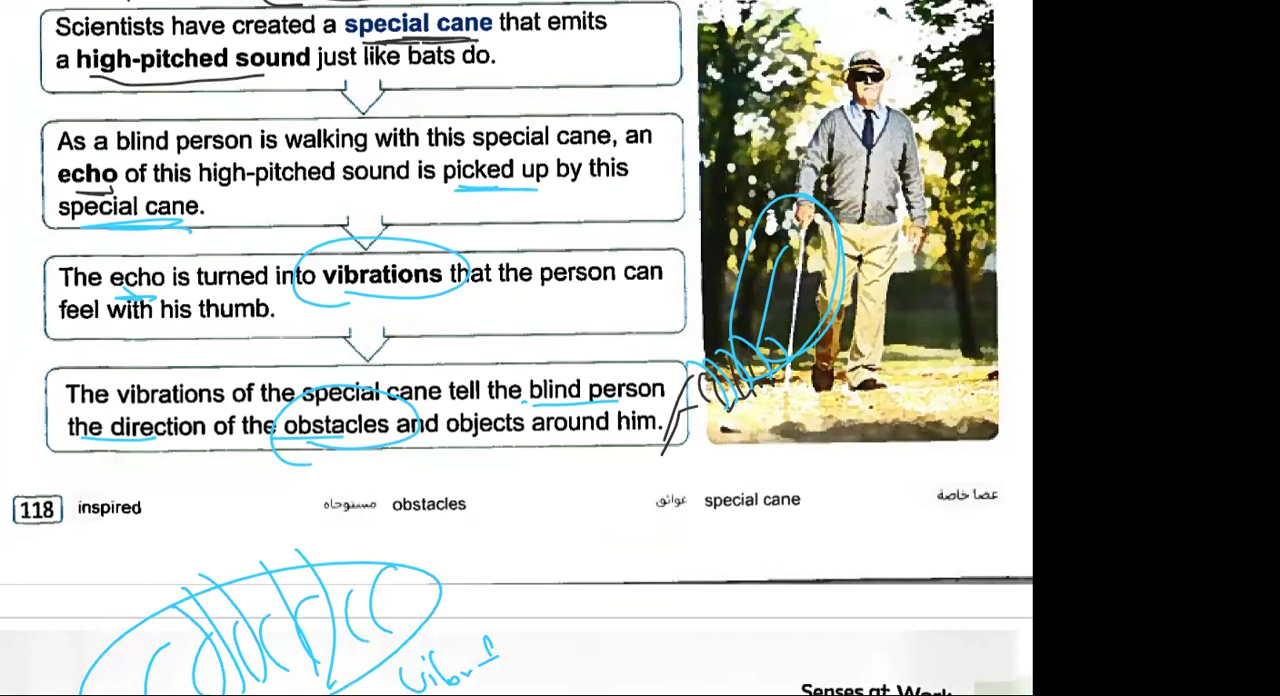 Scientists have created a special cane that emits
a high-pitched sound just like bats do.
As a blind person is walking with this special cane, an
echo of this high-pitched sound is picked up by this
special cane.
The echo is turned into vibrations that the person can
feel with his thumb.
The vibrations of the special cane tell the blind person
the direction of the obstacles and objects around him.
118 inspired مستوحاه obstacles عوائق special cane عصا خاصة
Senses at Work